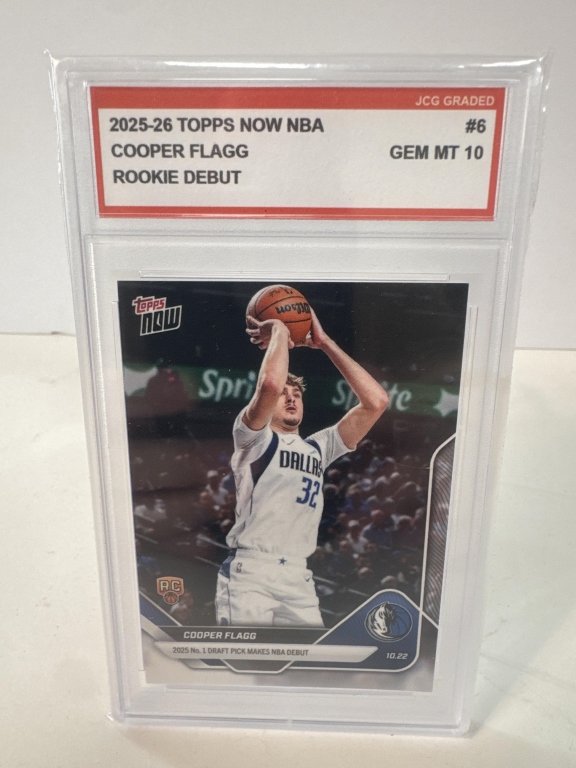 JCG GRADED
2025-26 TOPPS NOW NBA #6
COOPER FLAGG GEM MT 10
ROOKIE DEBUT
topps
NOW
Wilson
Sprite Sprite
DALLAS
32
RC
COOPER FLAGG
2025 No. 1 DRAFT PICK MAKES NBA DEBUT
10.22